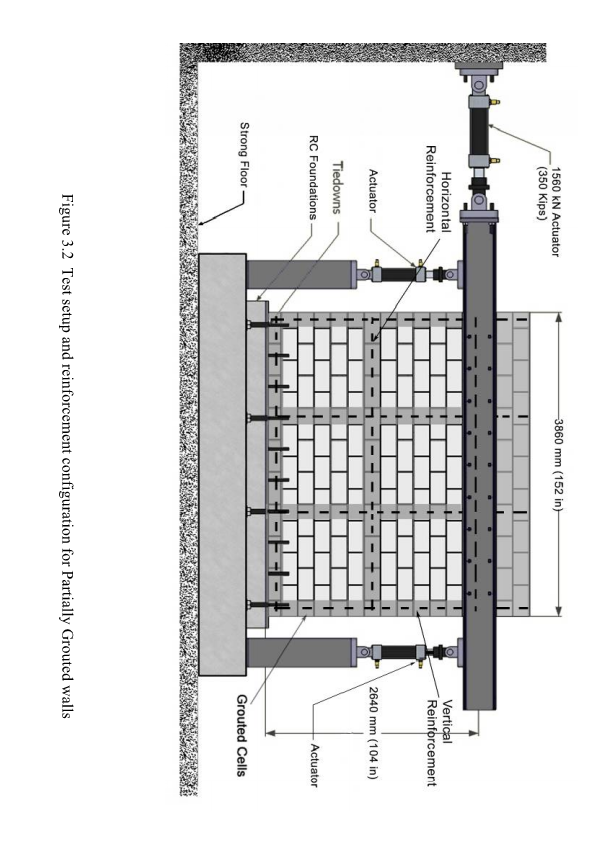 1560 kN Actuator
(350 Kips)
3860 mm (152 in)
Horizontal
Reinforcement
Actuator
Tiedowns
RC Foundations
Strong Floor
Vertical
Reinforcement
2640 mm (104 in)
Actuator
Grouted Cells
Figure 3.2 Test setup and reinforcement configuration for Partially Grouted walls